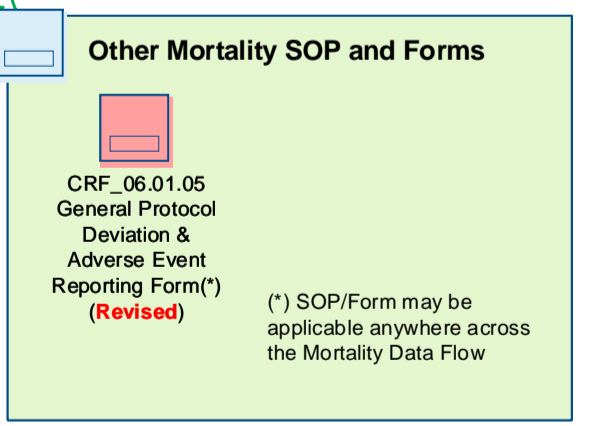 Other Mortality SOP and Forms
CRF_06.01.05
General Protocol
Deviation &
Adverse Event
Reporting Form(*)
(Revised)
(*) SOP/Form may be
applicable anywhere across
the Mortality Data Flow